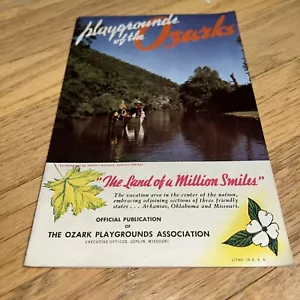 playgrounds
of the Ozarks
"The Land of a Million Smiles"
The vacation area in the center of the nation,
embracing adjoining sections of three friendly
states . . . Arkansas, Oklahoma and Missouri.
OFFICIAL PUBLICATION
OF
THE OZARK PLAYGROUNDS ASSOCIATION
EXECUTIVE OFFICES, JOPLIN, MISSOURI
LITHO. IN U. S. A.